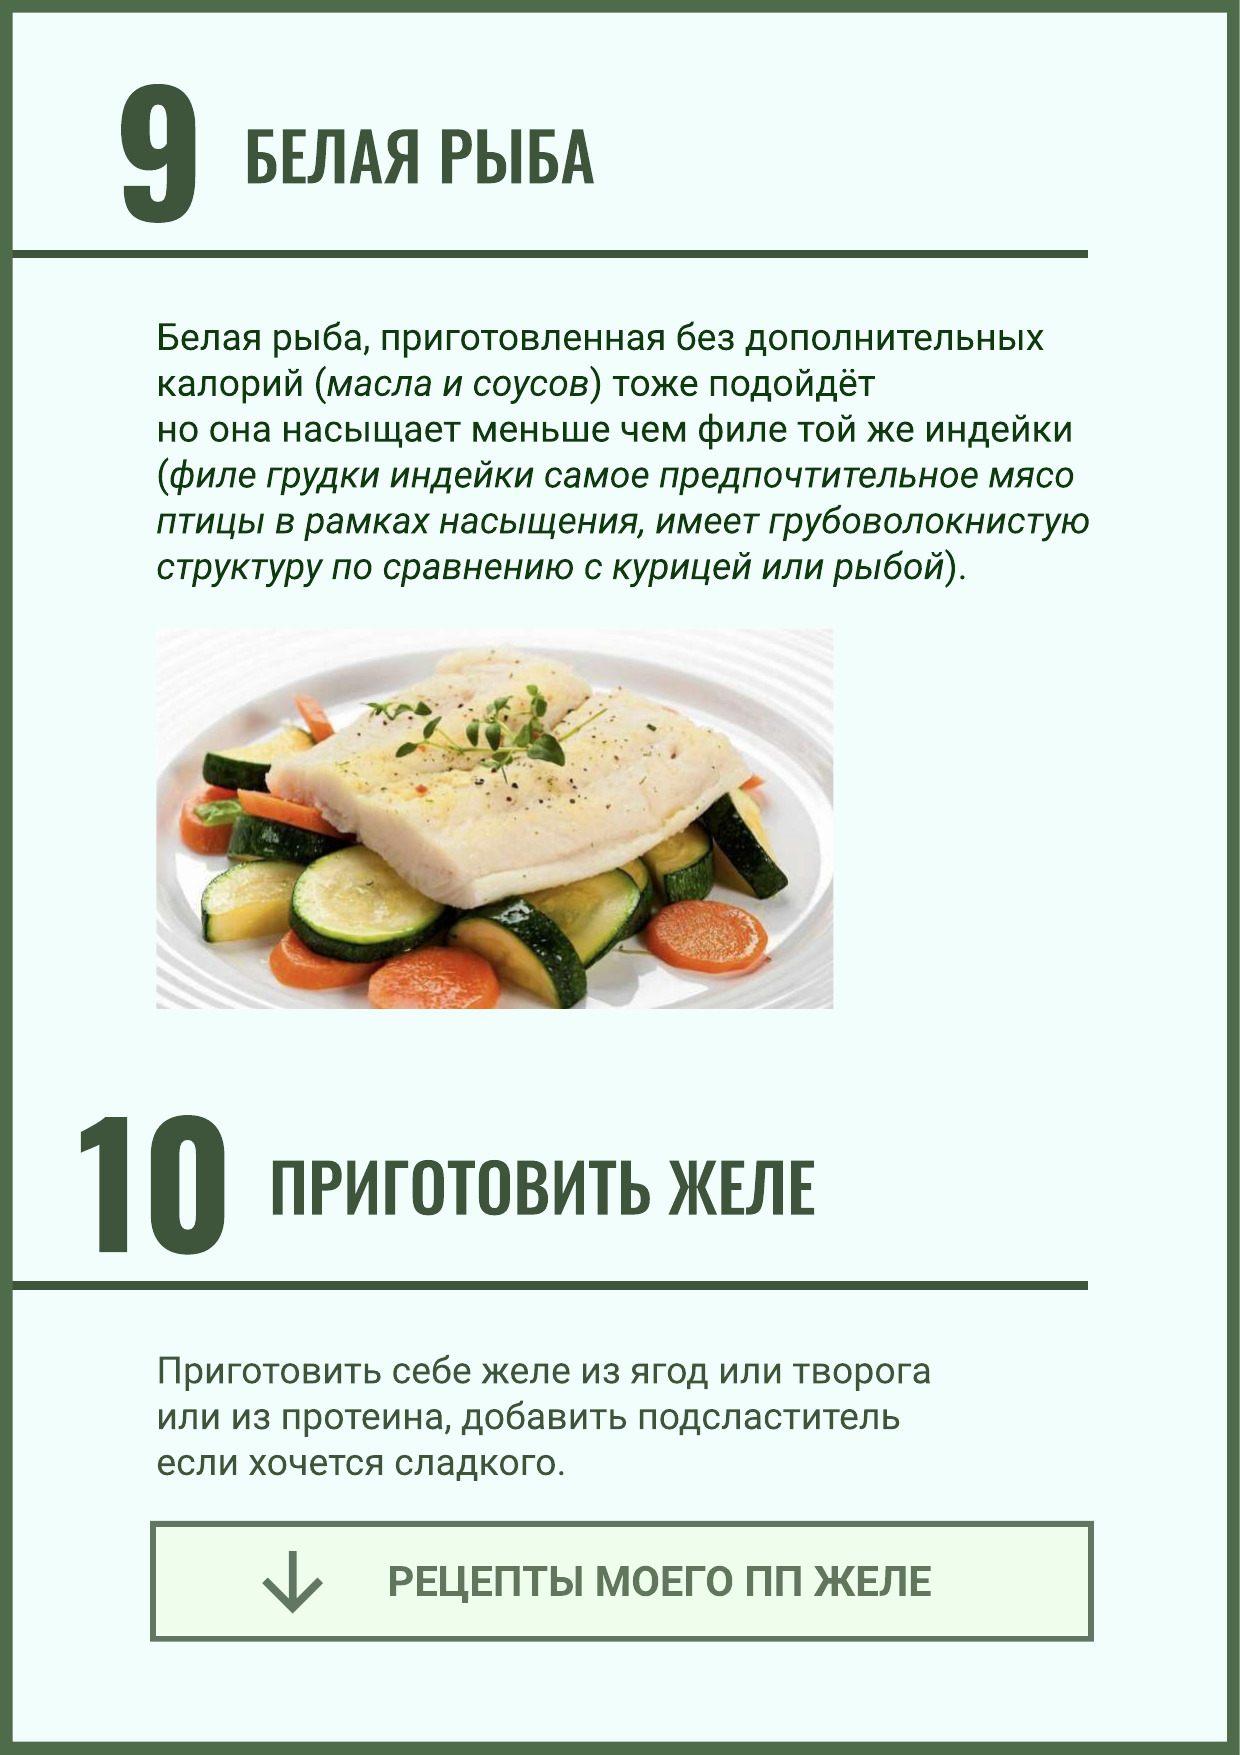 9 БЕЛАЯ РЫБА
Белая рыба, приготовленная без дополнительных
калорий (масла и соусов) тоже подойдёт
но она насыщает меньше чем филе той же индейки
(филе грудки индейки самое предпочтительное мясо
птицы в рамках насыщения, имеет грубоволокнистую
структуру по сравнению с курицей или рыбой).
10 ПРИГОТОВИТЬ ЖЕЛЕ
Приготовить себе желе из ягод или творога
или из протеина, добавить подсластитель
если хочется сладкого.
РЕЦЕПТЫ МОЕГО ПП ЖЕЛЕ